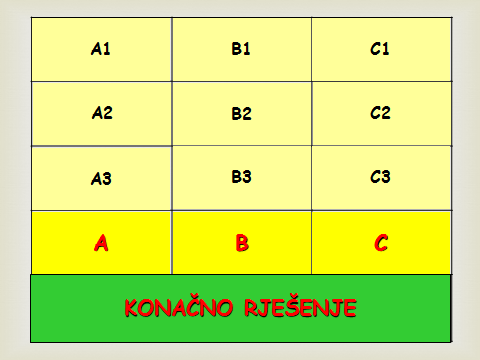 A1 B1 C1
A2 B2 C2
A3 B3 C3
A B C
KONAČNO RJEŠENJE